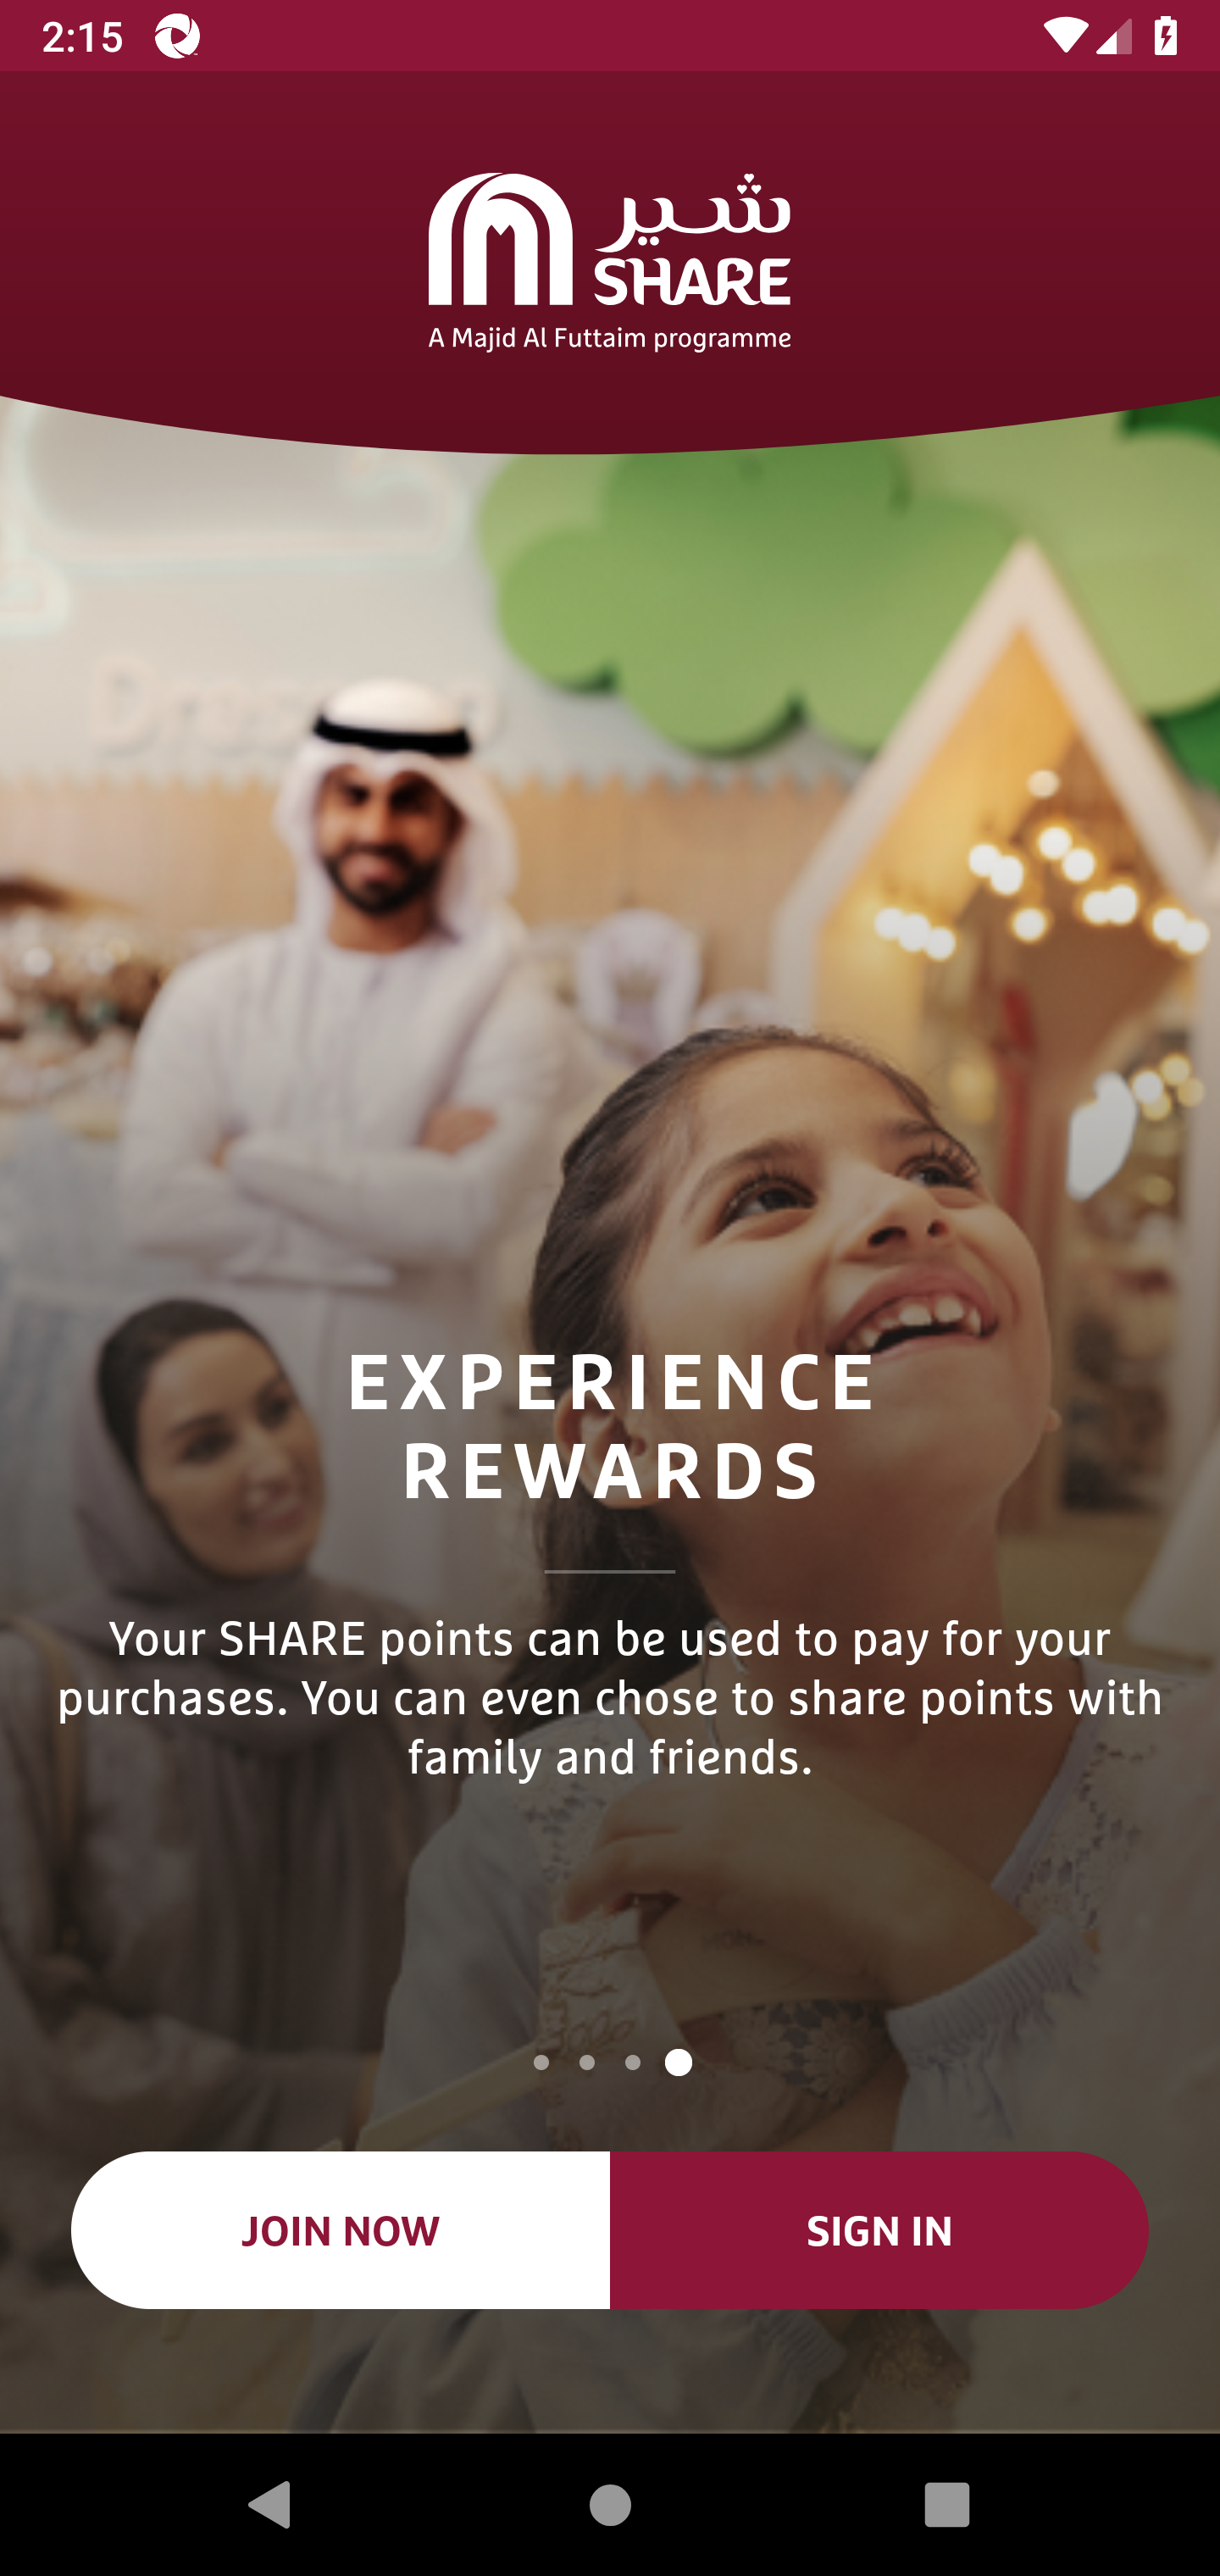 2:15
شير
SHARE
A Majid Al Futtaim programme
EXPERIENCE
REWARDS
Your SHARE points can be used to pay for your
purchases. You can even chose to share points with
family and friends.
JOIN NOW
SIGN IN